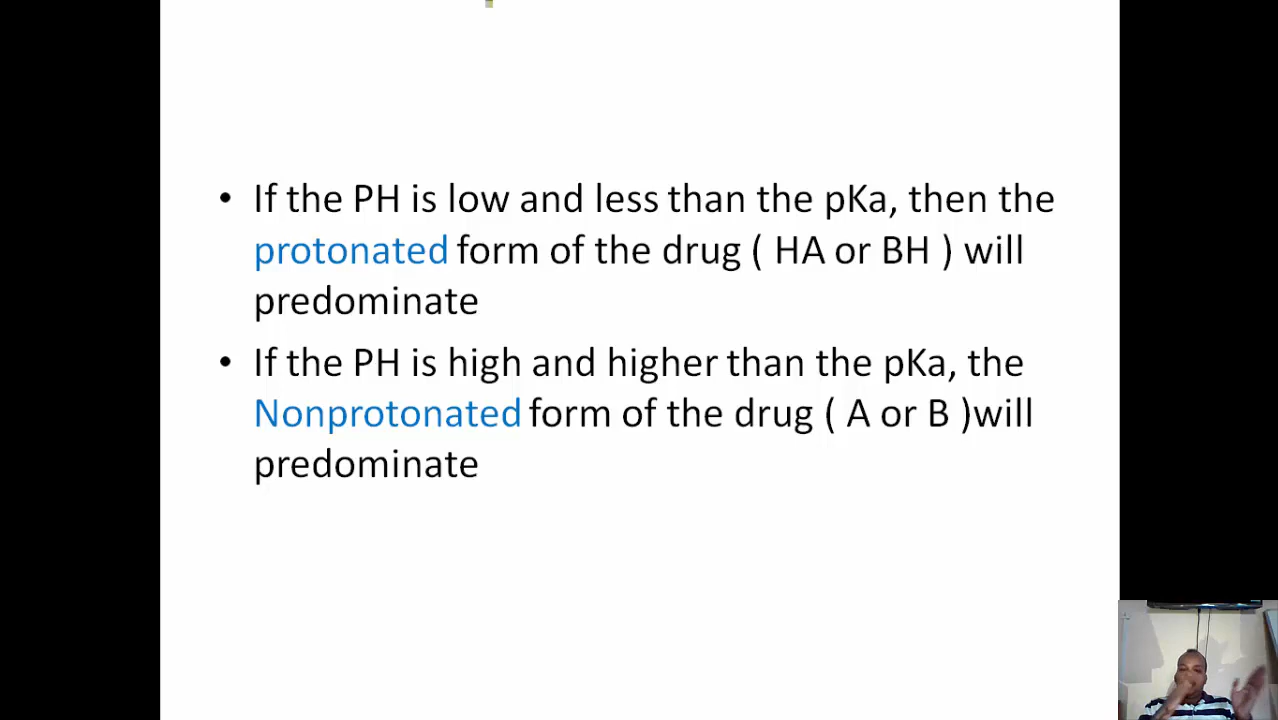 • If the PH is low and less than the pKa, then the
protonated form of the drug ( HA or BH ) will
predominate
• If the PH is high and higher than the pKa, the
Nonprotonated form of the drug ( A or B )will
predominate